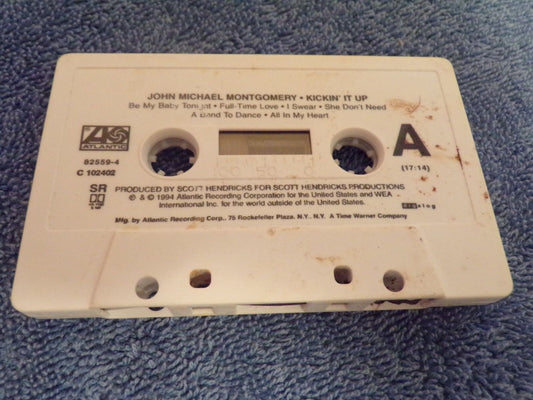 JOHN MICHAEL MONTGOMERY • KICKIN' IT UP
Be My Baby Tonight • Full-Time Love • I Swear • She Don't Need
A Band To Dance • All In My Heart
ATLANTIC
82559-4
C 102402
A
(17:14)
SR
PRODUCED BY SCOTT HENDRICKS FOR SCOTT HENDRICKS PRODUCTIONS
℗ & © 1994 Atlantic Recording Corporation for the United States and WEA
International Inc. for the world outside of the United States.
Mfg. by Atlantic Recording Corp., 75 Rockefeller Plaza, N.Y., N.Y. A Time Warner Company
Digalog